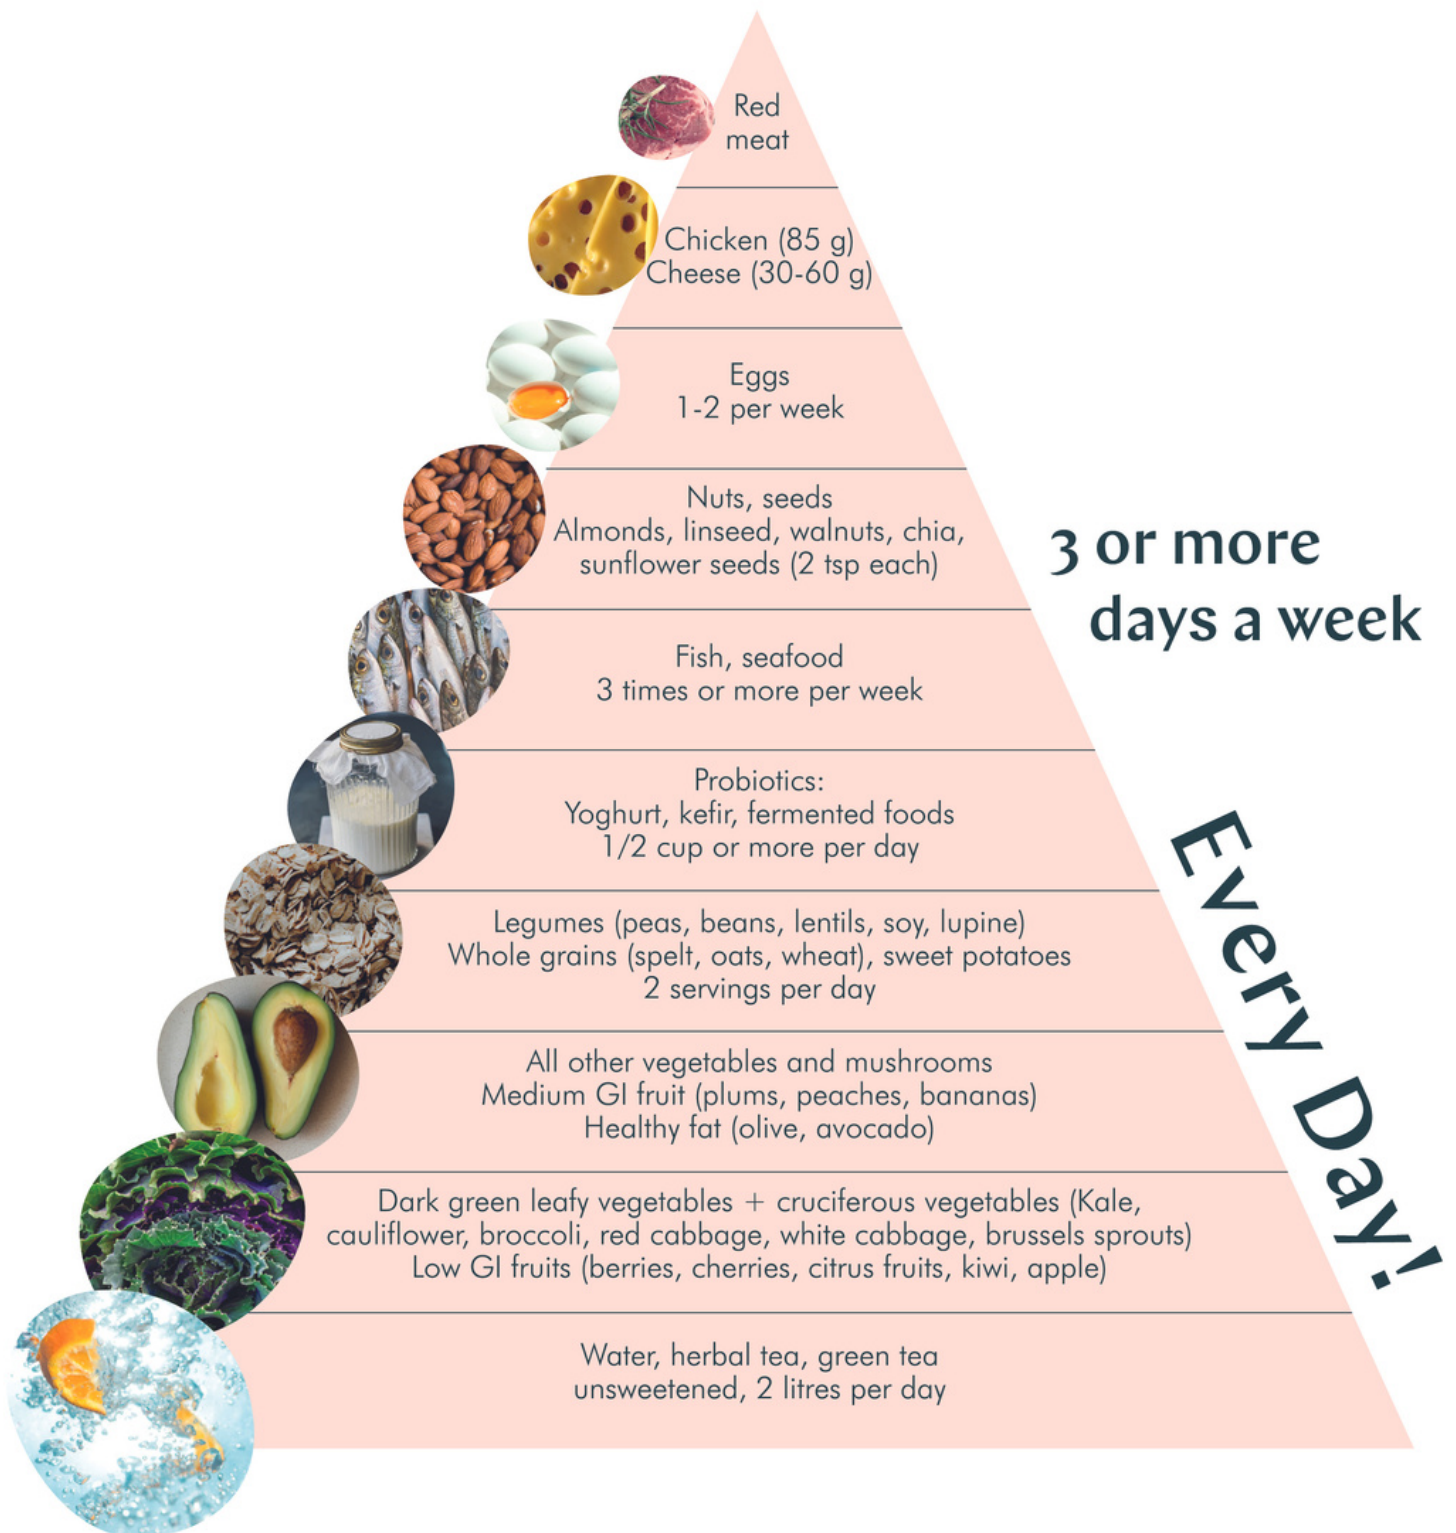 Red
meat
Chicken (85 g)
Cheese (30-60 g)
Eggs
1-2 per week
Nuts, seeds
Almonds, linseed, walnuts, chia,
sunflower seeds (2 tsp each)
3 or more
days a week
Fish, seafood
3 times or more per week
Probiotics:
Yoghurt, kefir, fermented foods
1/2 cup or more per day
Every Day!
Legumes (peas, beans, lentils, soy, lupine)
Whole grains (spelt, oats, wheat), sweet potatoes
2 servings per day
All other vegetables and mushrooms
Medium GI fruit (plums, peaches, bananas)
Healthy fat (olive, avocado)
Dark green leafy vegetables + cruciferous vegetables (Kale,
cauliflower, broccoli, red cabbage, white cabbage, brussels sprouts)
Low GI fruits (berries, cherries, citrus fruits, kiwi, apple)
Water, herbal tea, green tea
unsweetened, 2 litres per day